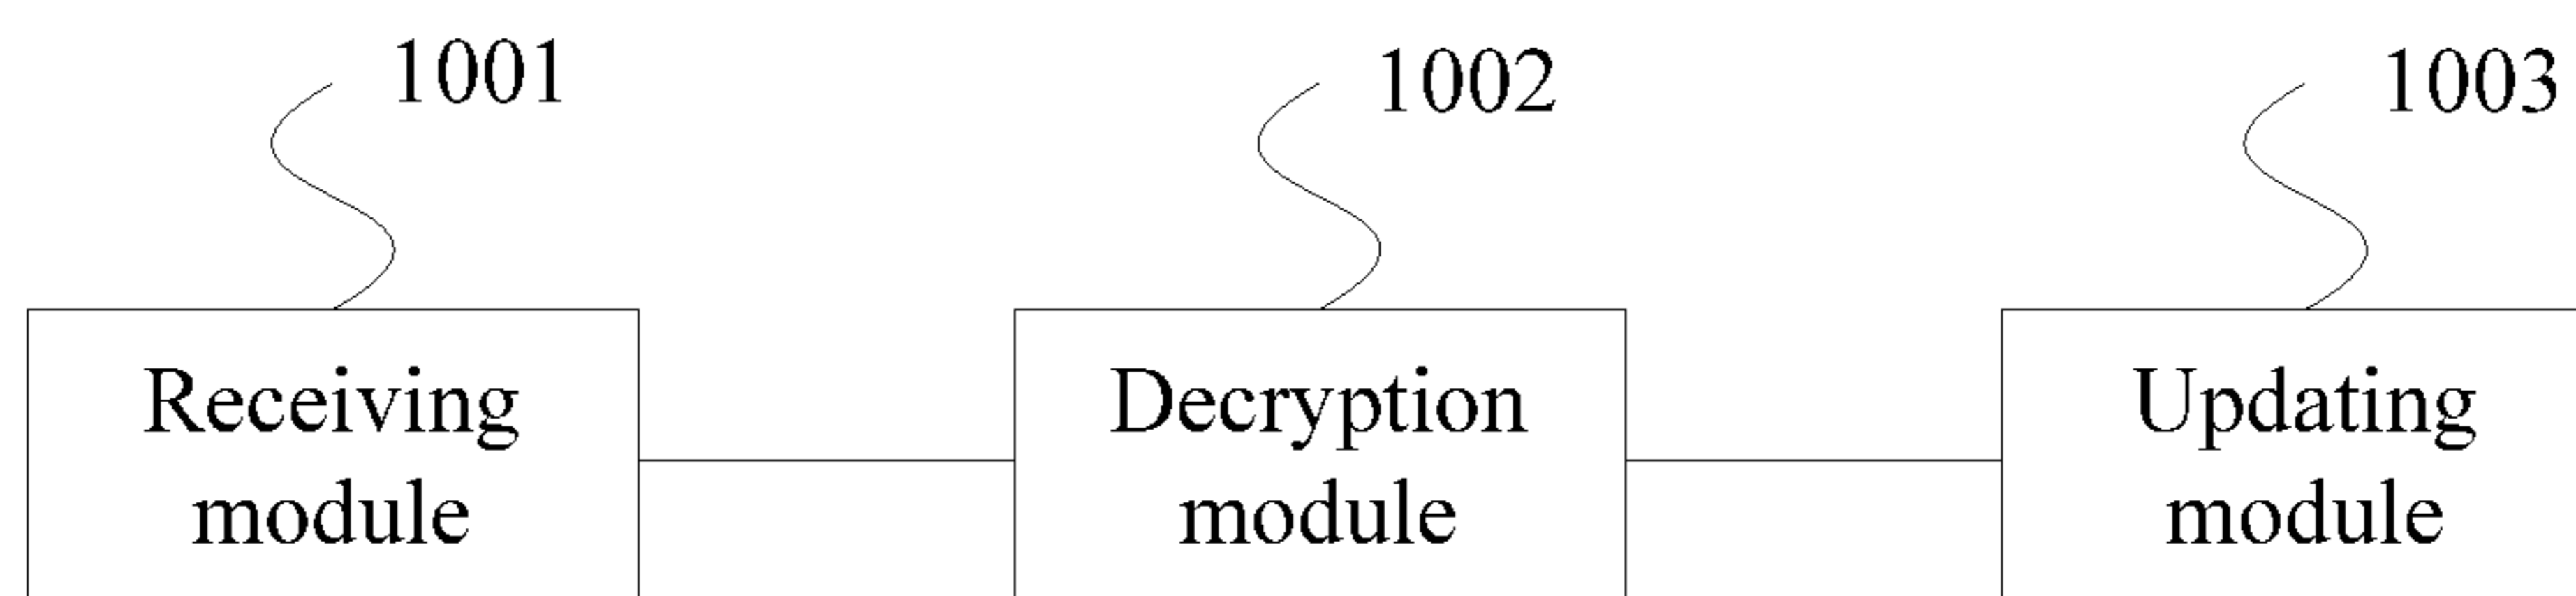 1001
1002
1003
Receiving
module
Decryption
module
Updating
module